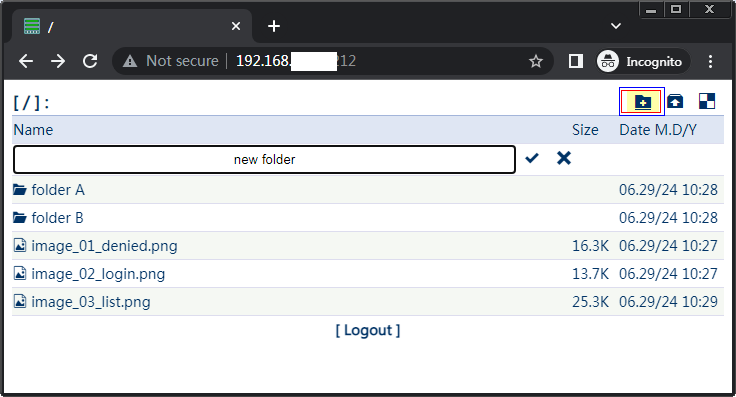 /
Not secure 192.168. 212
Incognito
[ / ] :
Name Size Date M.D/Y
new folder
folder A 06.29/24 10:28
folder B 06.29/24 10:28
image_01_denied.png 16.3K 06.29/24 10:27
image_02_login.png 13.7K 06.29/24 10:27
image_03_list.png 25.3K 06.29/24 10:29
[ Logout ]